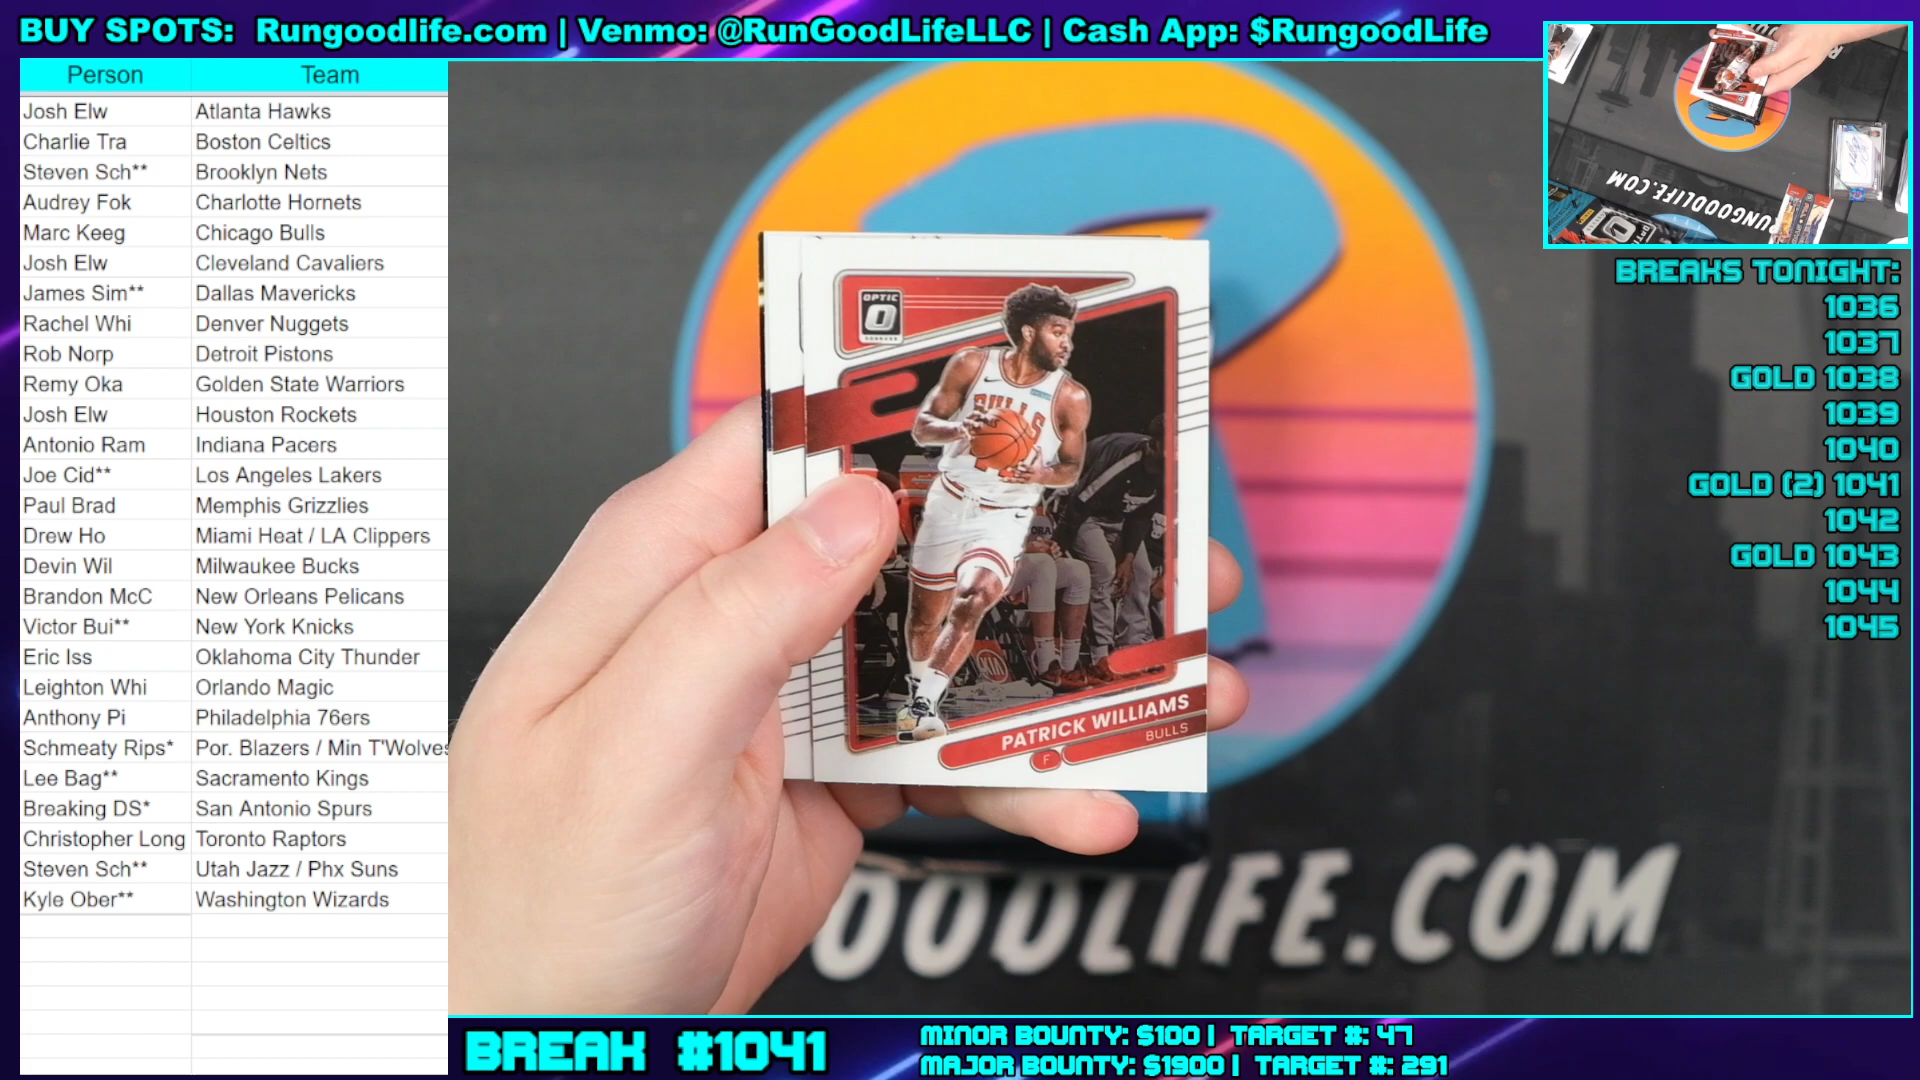 BUY SPOTS: Rungoodlife.com | Venmo: @RunGoodLifeLLC | Cash App: $RungoodLife
Person Team
Josh Elw Atlanta Hawks
Charlie Tra Boston Celtics
Steven Sch** Brooklyn Nets
Audrey Fok Charlotte Hornets
Marc Keeg Chicago Bulls
Josh Elw Cleveland Cavaliers
James Sim** Dallas Mavericks
Rachel Whi Denver Nuggets
Rob Norp Detroit Pistons
Remy Oka Golden State Warriors
Josh Elw Houston Rockets
Antonio Ram Indiana Pacers
Joe Cid** Los Angeles Lakers
Paul Brad Memphis Grizzlies
Drew Ho Miami Heat / LA Clippers
Devin Wil Milwaukee Bucks
Brandon McC New Orleans Pelicans
Victor Bui** New York Knicks
Eric Iss Oklahoma City Thunder
Leighton Whi Orlando Magic
Anthony Pi Philadelphia 76ers
Schmeaty Rips* Por. Blazers / Min T'Wolves
Lee Bag** Sacramento Kings
Breaking DS* San Antonio Spurs
Christopher Long Toronto Raptors
Steven Sch** Utah Jazz / Phx Suns
Kyle Ober** Washington Wizards
OPTIC
DONRUSS
BULLS
KIA
PATRICK WILLIAMS
BULLS
F
OODLIFE.COM
RUNGOODLIFE.COM
BREAKS TONIGHT:
1036
1037
GOLD 1038
1039
1040
GOLD (2) 1041
1042
GOLD 1043
1044
1045
BREAK #1041
MINOR BOUNTY: $100 | TARGET #: 47
MAJOR BOUNTY: $1900 | TARGET #: 291